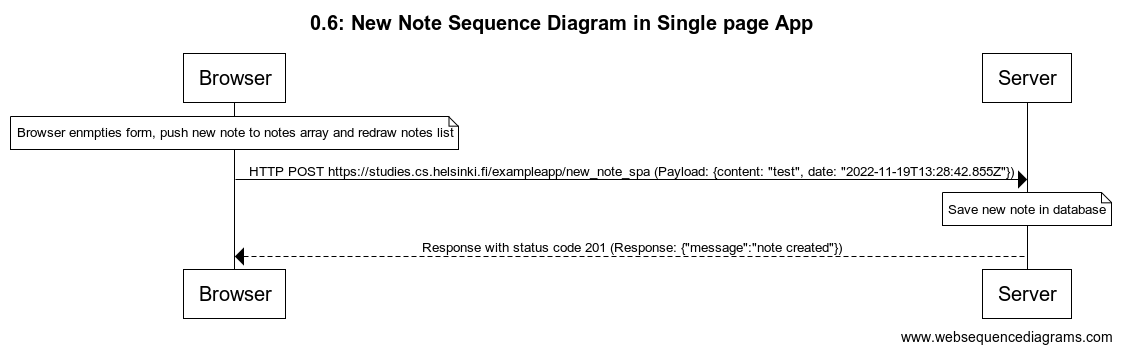 0.6: New Note Sequence Diagram in Single page App
Browser
Server
Browser enmpties form, push new note to notes array and redraw notes list
HTTP POST https://studies.cs.helsinki.fi/exampleapp/new_note_spa (Payload: {content: "test", date: "2022-11-19T13:28:42.855Z"})
Save new note in database
Response with status code 201 (Response: {"message":"note created"})
Browser
Server
www.websequencediagrams.com